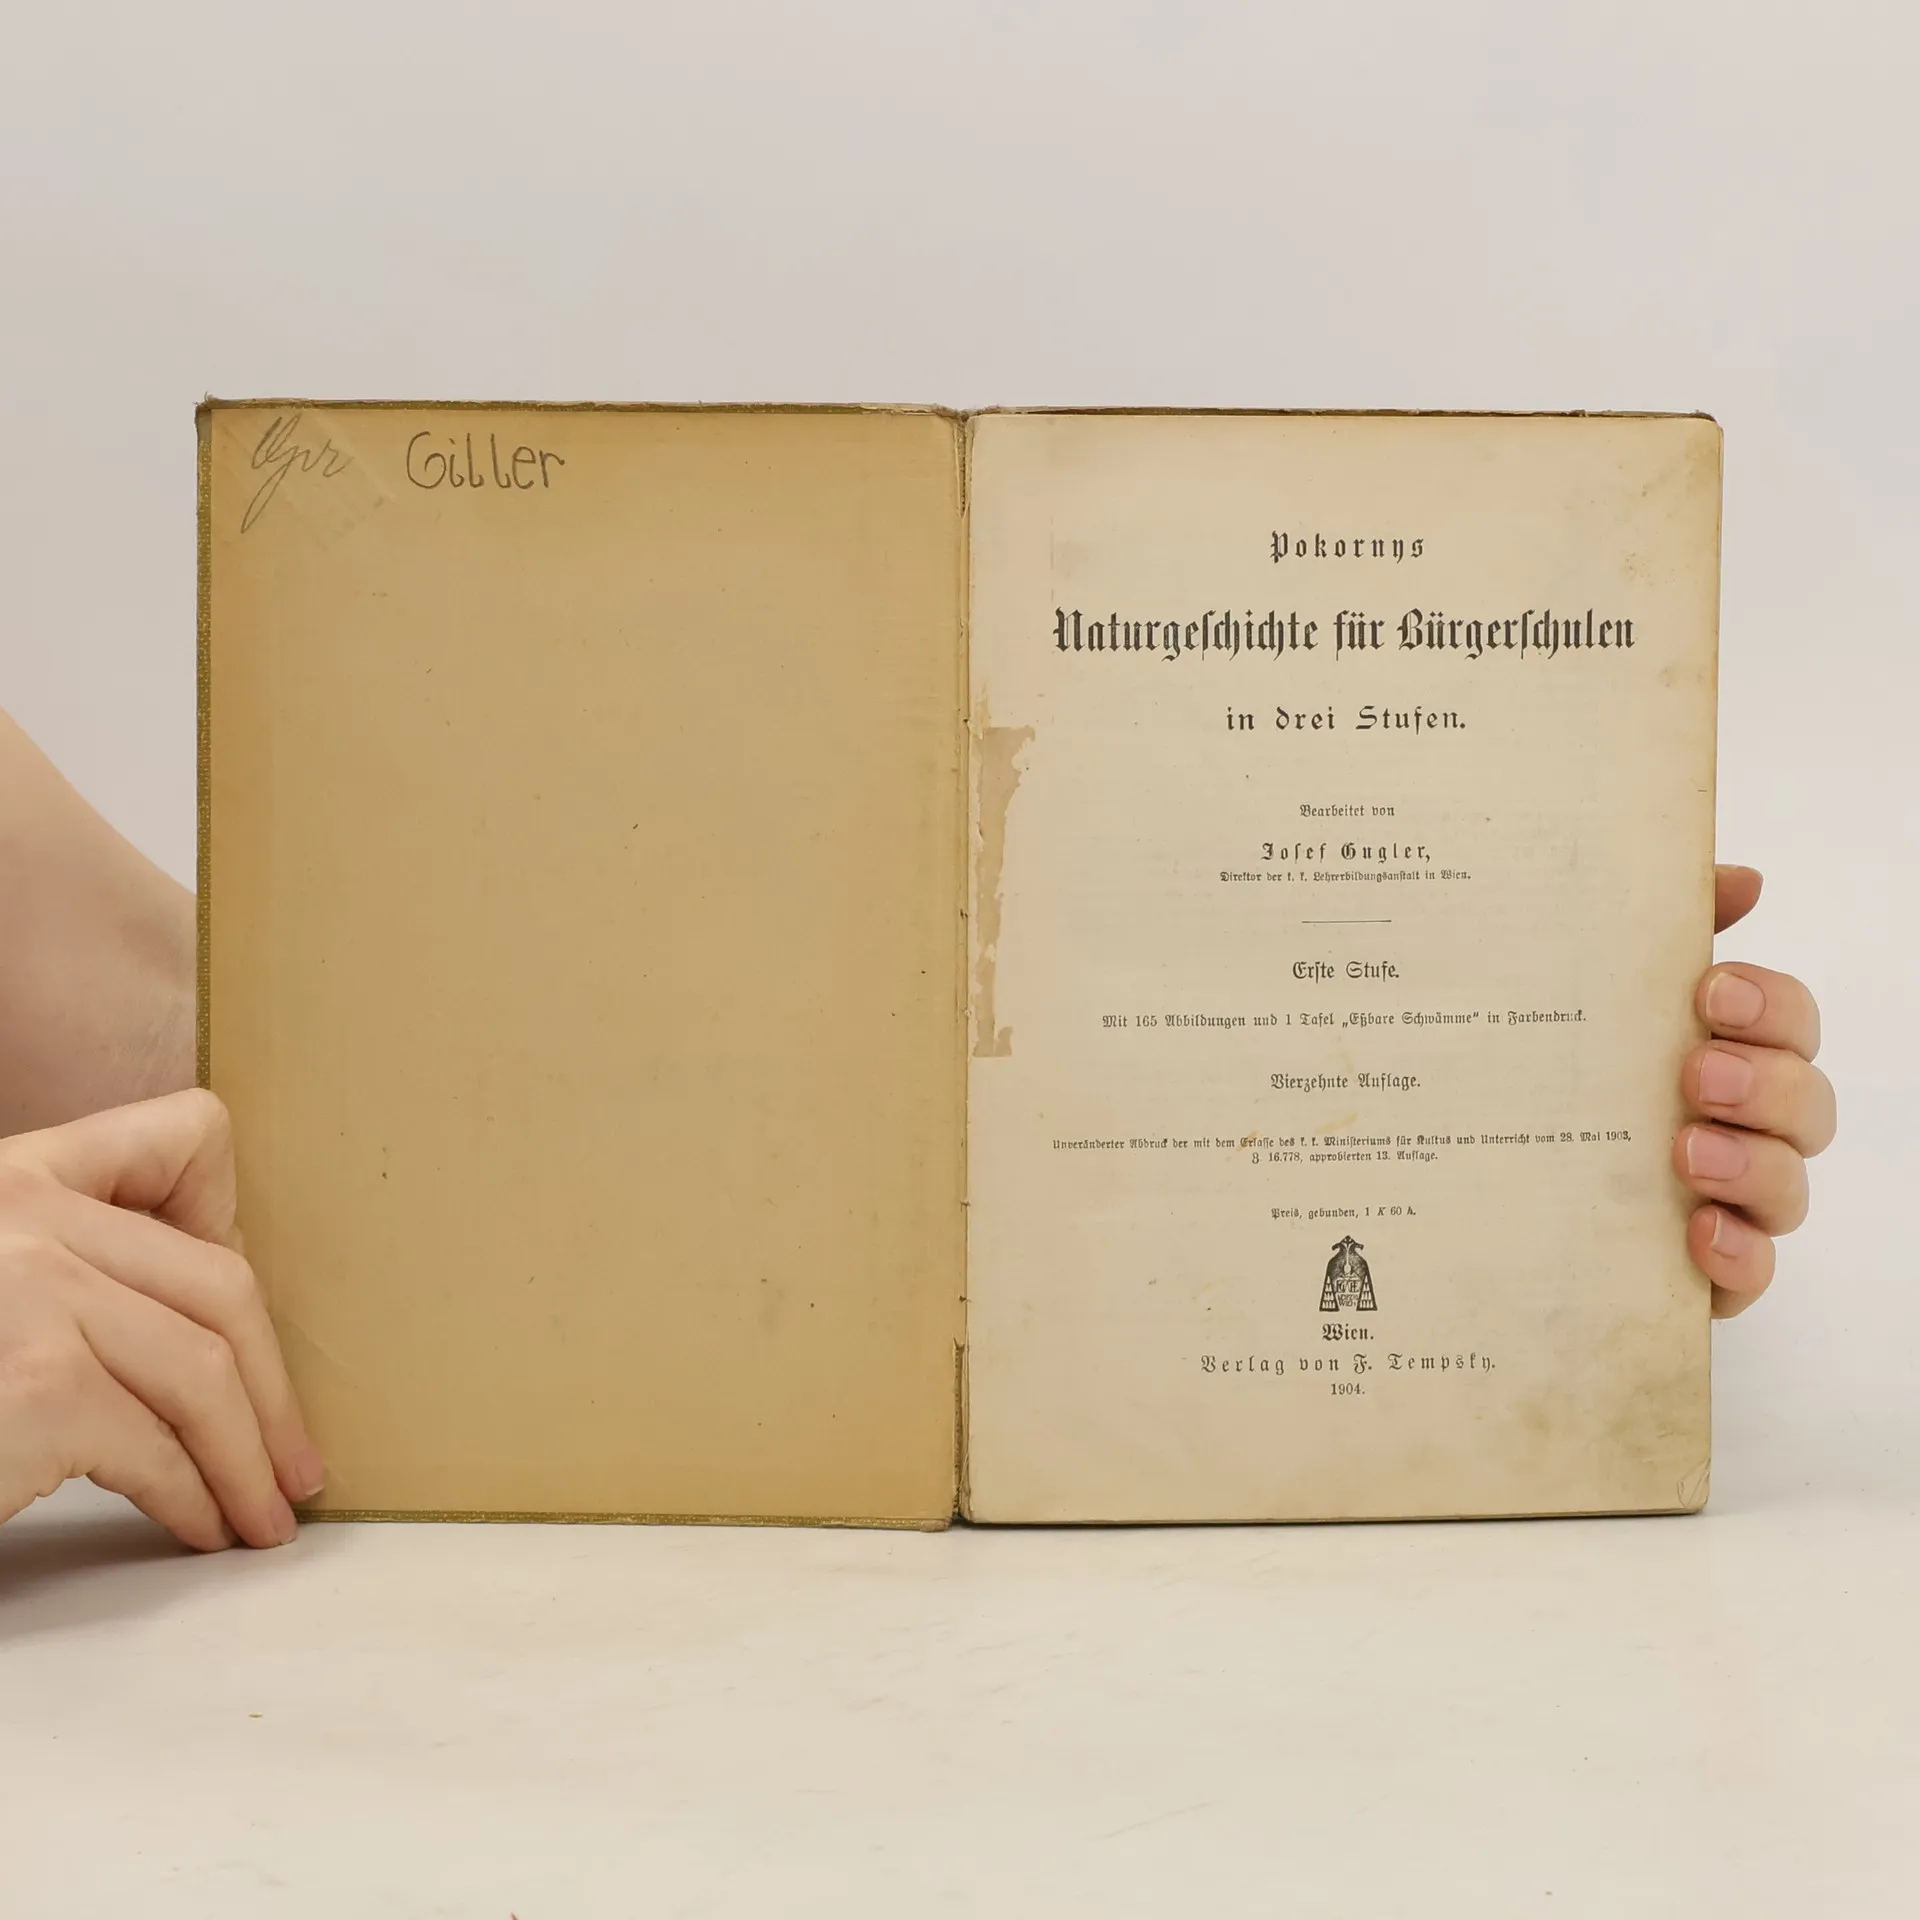 Giller
Pokornys
Naturgeſchichte für Bürgerſchulen
in drei Stufen.
Bearbeitet von
Joſef Gugler,
Direktor der k. k. Lehrerbildungsanſtalt in Wien.
Erſte Stufe.
Mit 165 Abbildungen und 1 Tafel „Eßbare Schwämme“ in Farbendruck.
Vierzehnte Auflage.
Unveränderter Abdruck der mit dem Erlaſſe des k. k. Miniſteriums für Kultus und Unterricht vom 28. Mai 1903,
Z. 16.778, approbierten 13. Auflage.
Preis, gebunden, 1 K 60 h.
Wien.
Verlag von F. Tempsky.
1904.